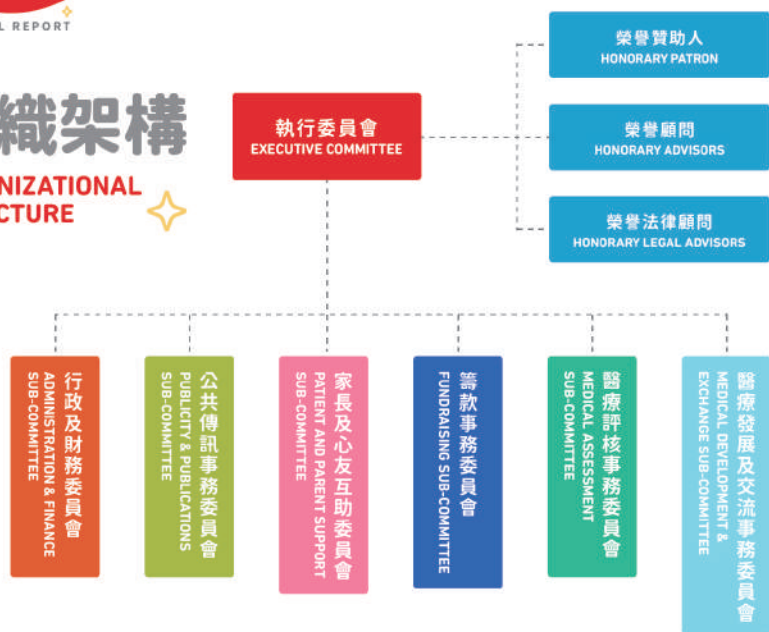 L REPORT
織架構
NIZATIONAL
CTURE
執行委員會
EXECUTIVE COMMITTEE
榮譽贊助人
HONORARY PATRON
榮譽顧問
HONORARY ADVISORS
榮譽法律顧問
HONORARY LEGAL ADVISORS
行政及財務委員會
ADMINISTRATION & FINANCE
SUB-COMMITTEE
公共傳訊事務委員會
PUBLICITY & PUBLICATIONS
SUB-COMMITTEE
家長及心友互助委員會
PATIENT AND PARENT SUPPORT
SUB-COMMITTEE
籌款事務委員會
FUNDRAISING SUB-COMMITTEE
醫療評核事務委員會
MEDICAL ASSESSMENT
SUB-COMMITTEE
醫療發展及交流事務委員會
MEDICAL DEVELOPMENT &
EXCHANGE SUB-COMMITTEE